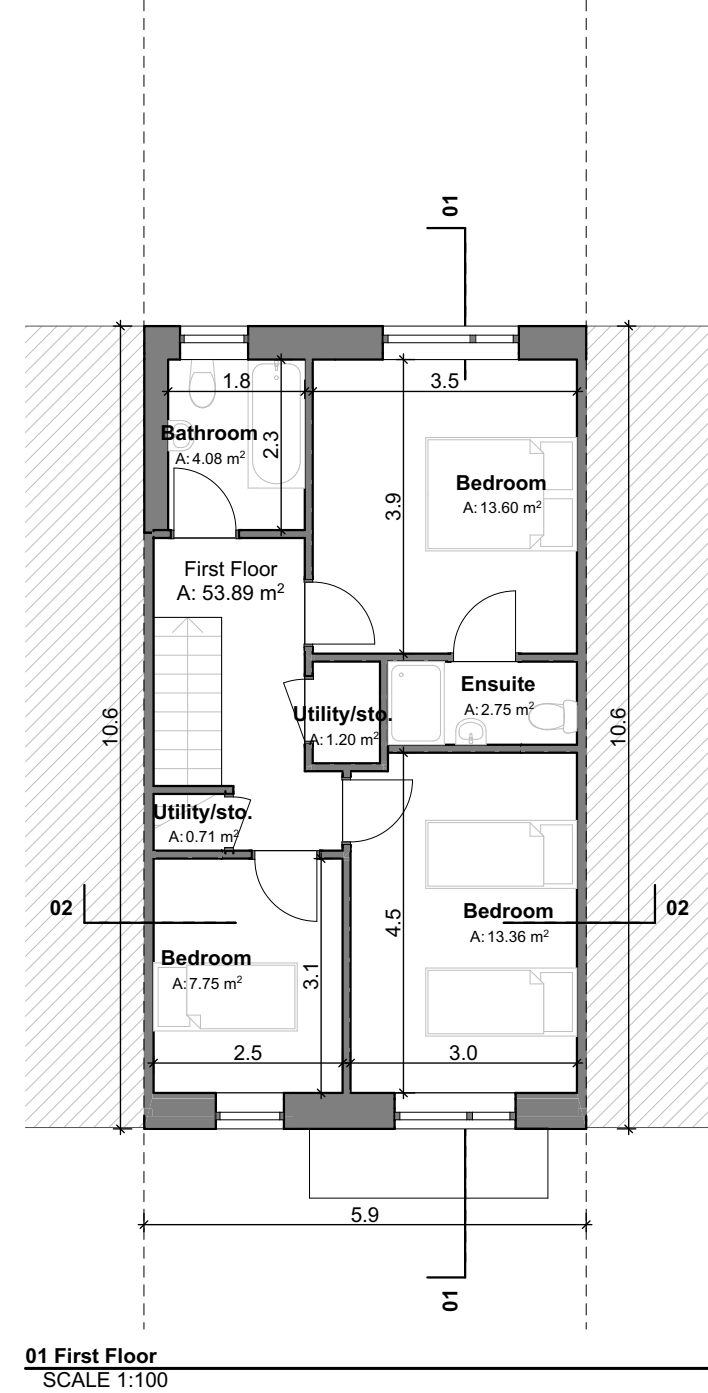 01
1.8
3.5
Bathroom
A: 4.08 m²
2.3
3.9
Bedroom
A: 13.60 m²
First Floor
A: 53.89 m²
10.6
Utility/sto.
A: 1.20 m²
Ensuite
A: 2.75 m²
10.6
Utility/sto.
A: 0.71 m²
02
4.5
Bedroom
A: 13.36 m²
02
Bedroom
A: 7.75 m²
3.1
2.5
3.0
5.9
01
01 First Floor
SCALE 1:100